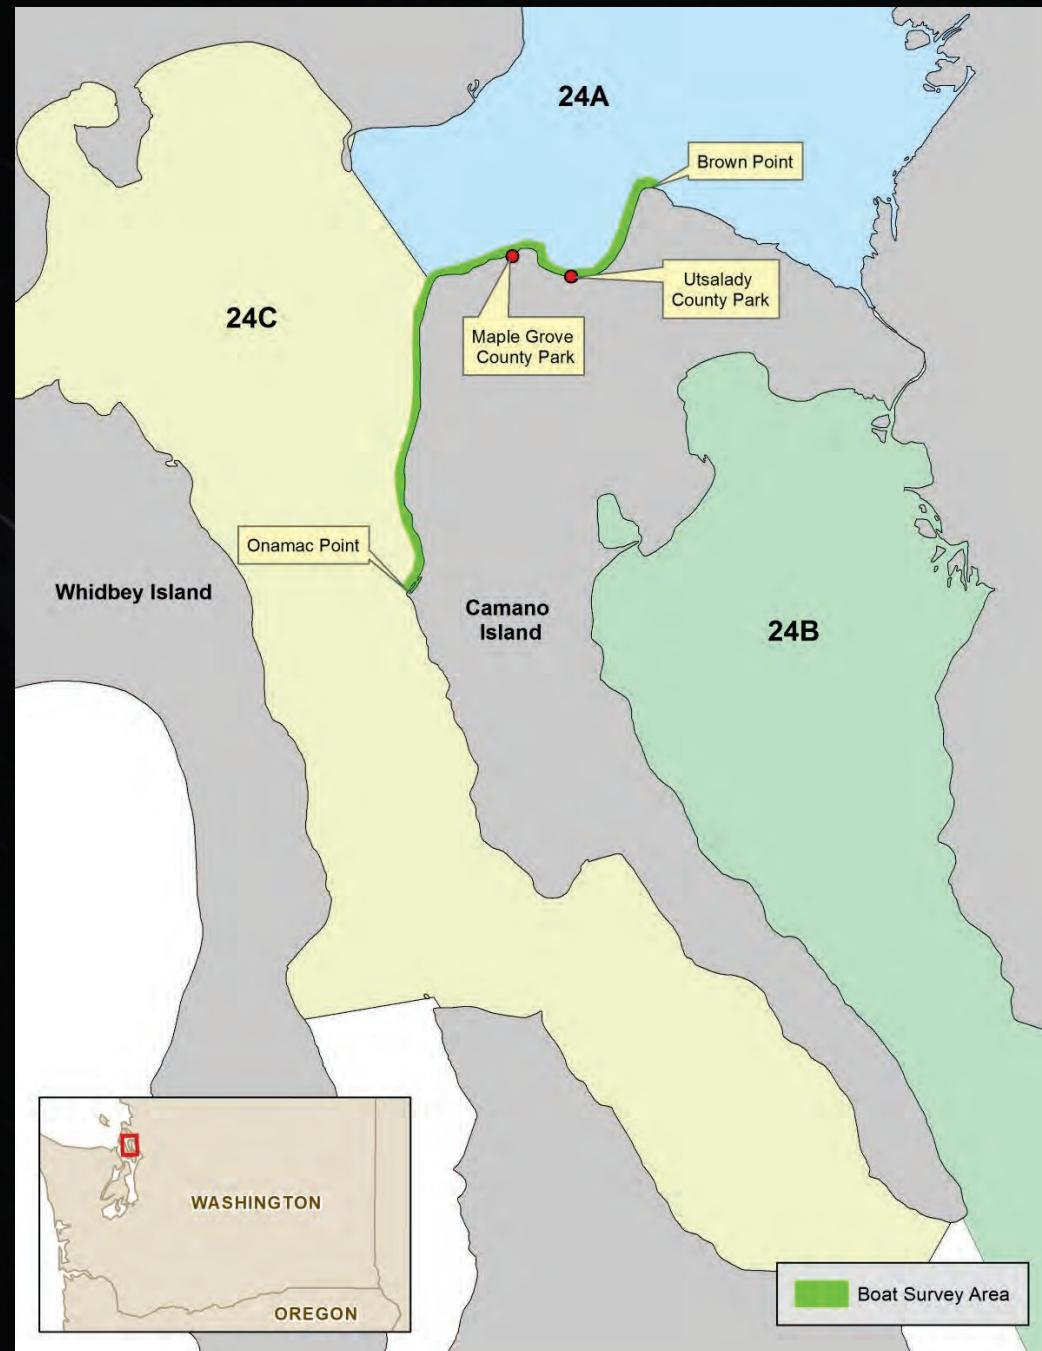 24A
Brown Point
Utsalady
County Park
24C
Maple Grove
County Park
Onamac Point
Whidbey Island
Camano
Island
24B
WASHINGTON
OREGON
Boat Survey Area